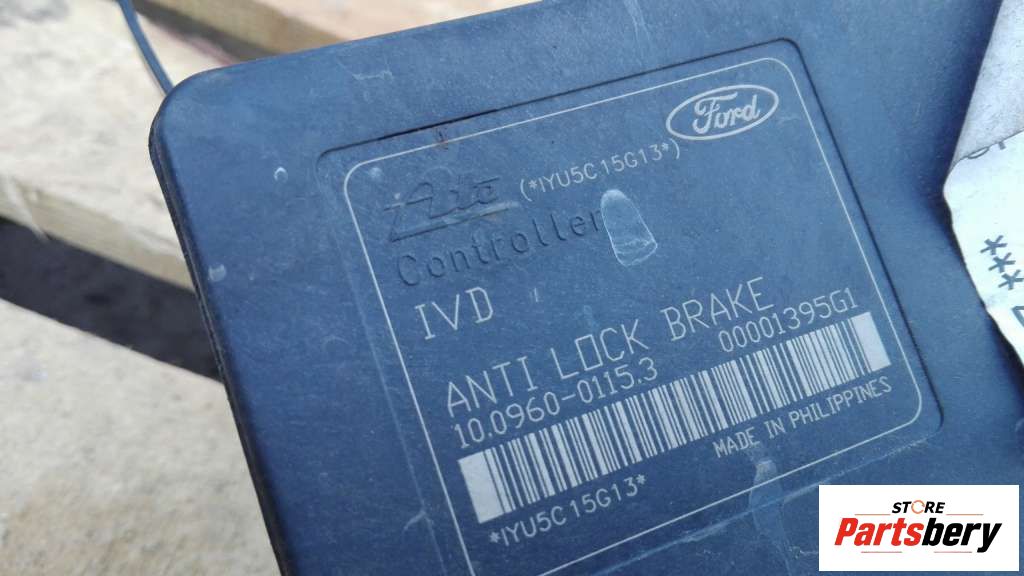 Ford
(*IYU5C15G13*)
Ate
Controller
IVD
ANTI LOCK BRAKE
10.0960-0115.3
00001395G1
MADE IN PHILIPPINES
*IYU5C15G13*
***
STORE
Partsbery